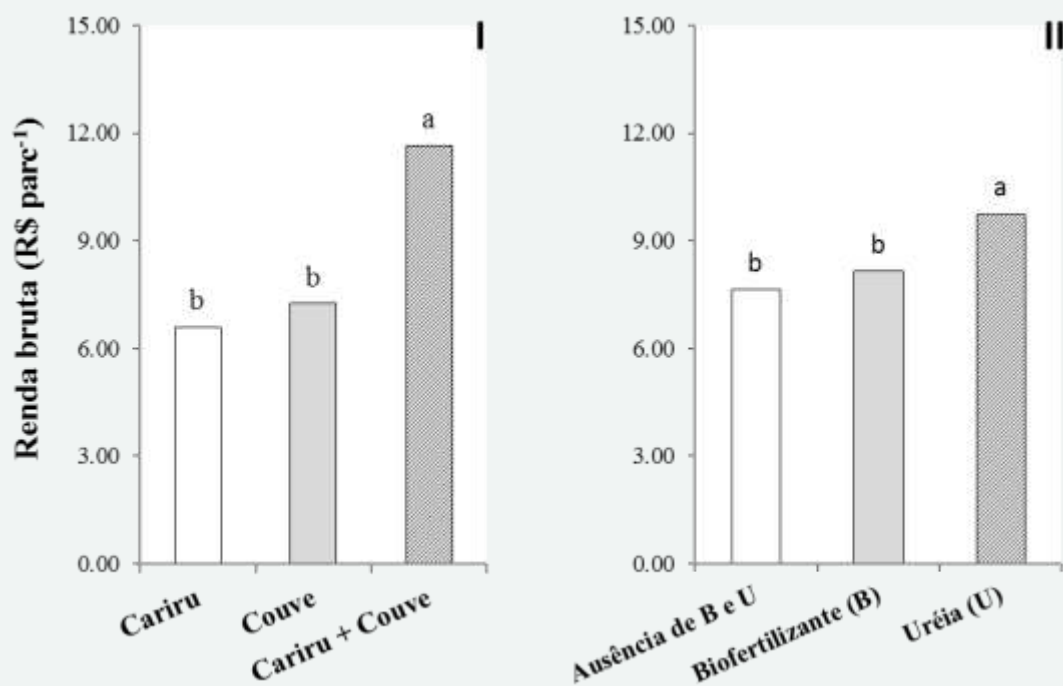 Renda bruta (R$ parc⁻¹)
15.00
12.00
9.00
6.00
3.00
0.00
I
b
b
a
Cariru
Couve
Cariru + Couve
15.00
12.00
9.00
6.00
3.00
0.00
II
b
b
a
Ausência de B e U
Biofertilizante (B)
Uréia (U)